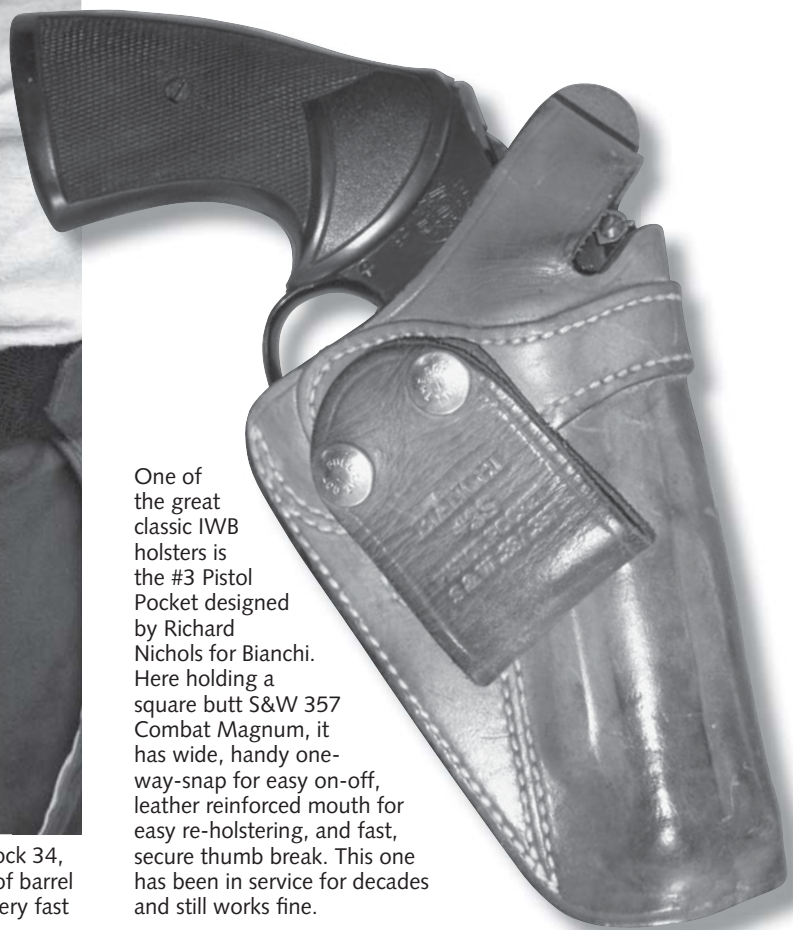 One of
the great
classic IWB
holsters is
the #3 Pistol
Pocket designed
by Richard
Nichols for Bianchi.
Here holding a
square butt S&W 357
Combat Magnum, it
has wide, handy one-
way-snap for easy on-off,
leather reinforced mouth for
easy re-holstering, and fast,
secure thumb break. This one
has been in service for decades
and still works fine.
ock 34,
of barrel
ery fast
BIANCHI